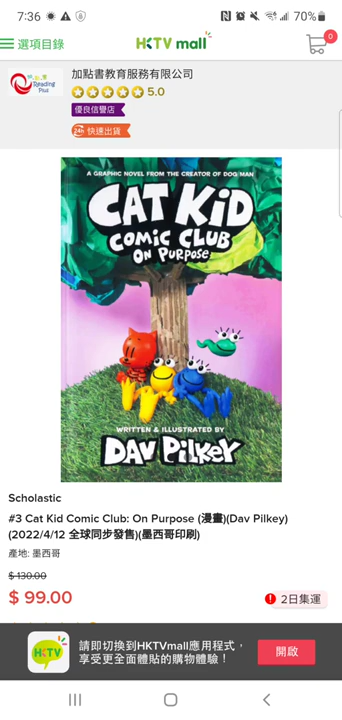 7:36
70%
選項目錄
HKTV mall
0
Reading Plus
加點書教育服務有限公司
5.0
優良信譽店
24h 快速出貨
A GRAPHIC NOVEL FROM THE CREATOR OF DOG MAN
CAT KID
COMIC CLUB
ON PURPOSE
WRITTEN & ILLUSTRATED BY
DAV PILKEY
Scholastic
#3 Cat Kid Comic Club: On Purpose (漫畫)(Dav Pilkey)
(2022/4/12 全球同步發售)(墨西哥印刷)
產地: 墨西哥
$ 130.00
$ 99.00
2日集運
HKTV
請即切換到HKTVmall應用程式，
享受更全面體貼的購物體驗！
開啟